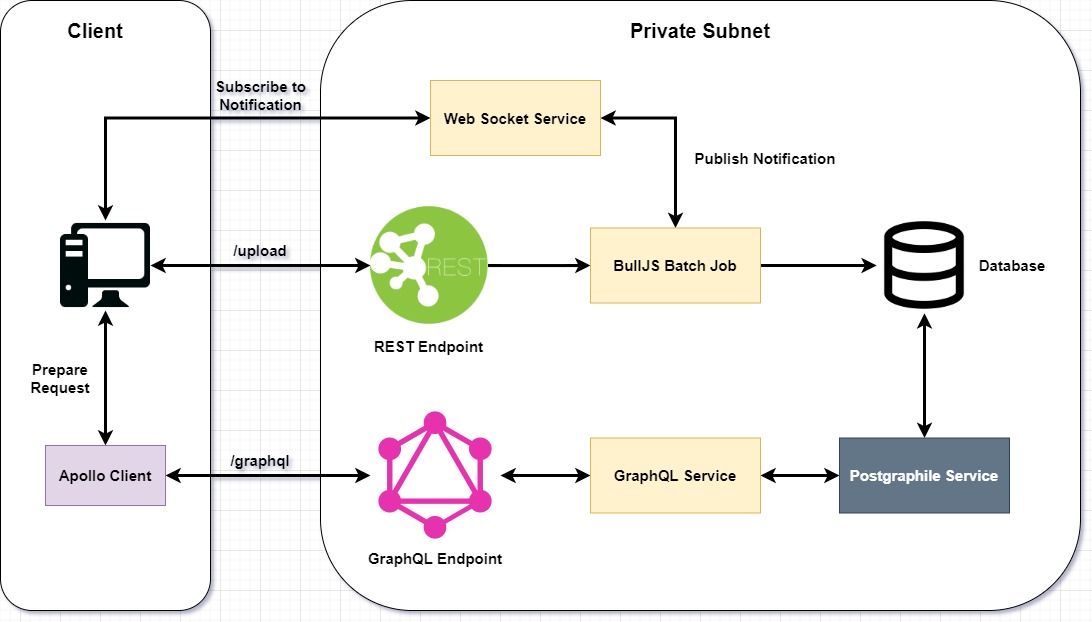 Client
Private Subnet
Subscribe to
Notification
Web Socket Service
Publish Notification
/upload
REST
BullJS Batch Job
Database
REST Endpoint
Prepare
Request
Apollo Client
/graphql
GraphQL Service
Postgraphile Service
GraphQL Endpoint